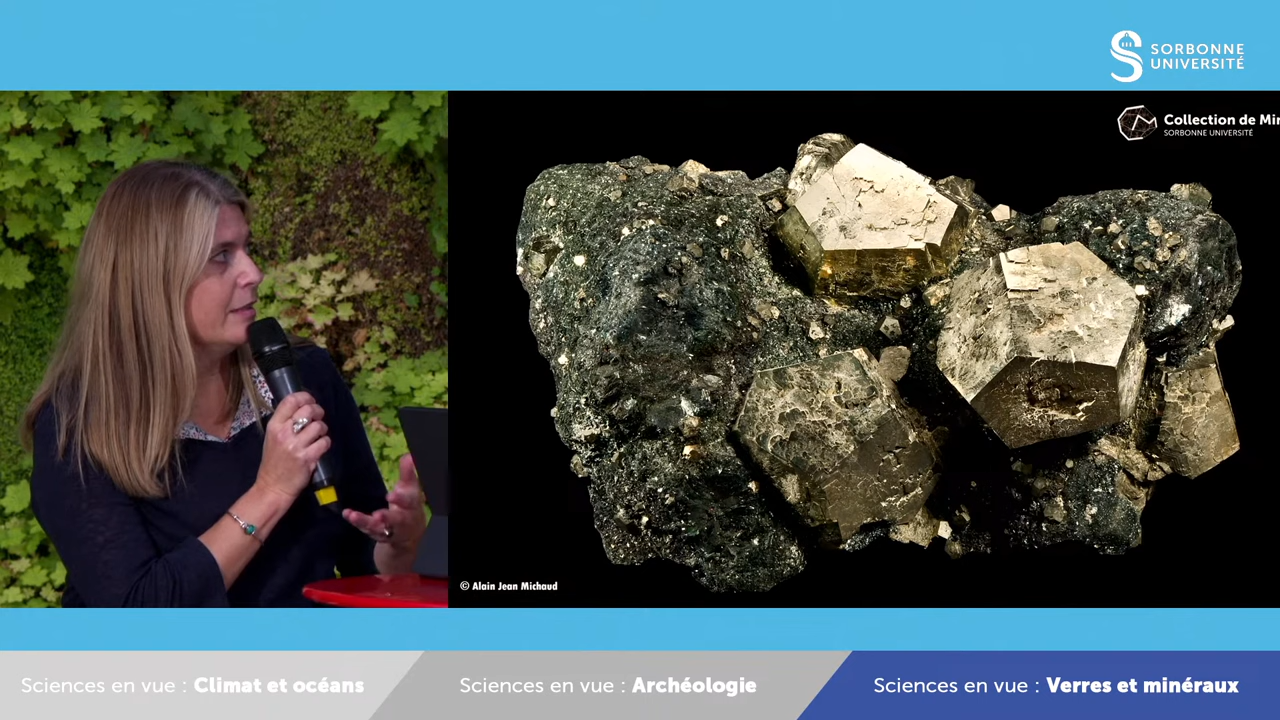 SORBONNE
UNIVERSITÉ
Collection de Mi
SORBONNE UNIVERSITÉ
© Alain Jean Michaud
Sciences en vue : Climat et océans
Sciences en vue : Archéologie
Sciences en vue : Verres et minéraux